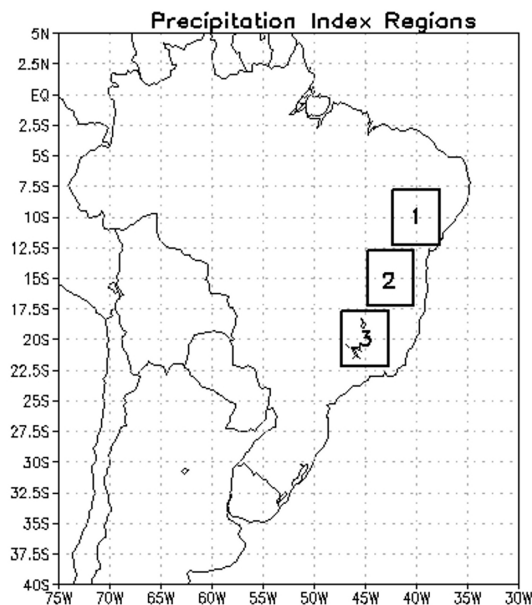 Precipitation Index Regions
5N
2.5N
EQ
2.5S
5S
7.5S
10S
12.5S
15S
17.5S
20S
22.5S
25S
27.5S
30S
32.5S
35S
37.5S
40S
1
2
3
75W 70W 65W 60W 55W 50W 45W 40W 35W 30W